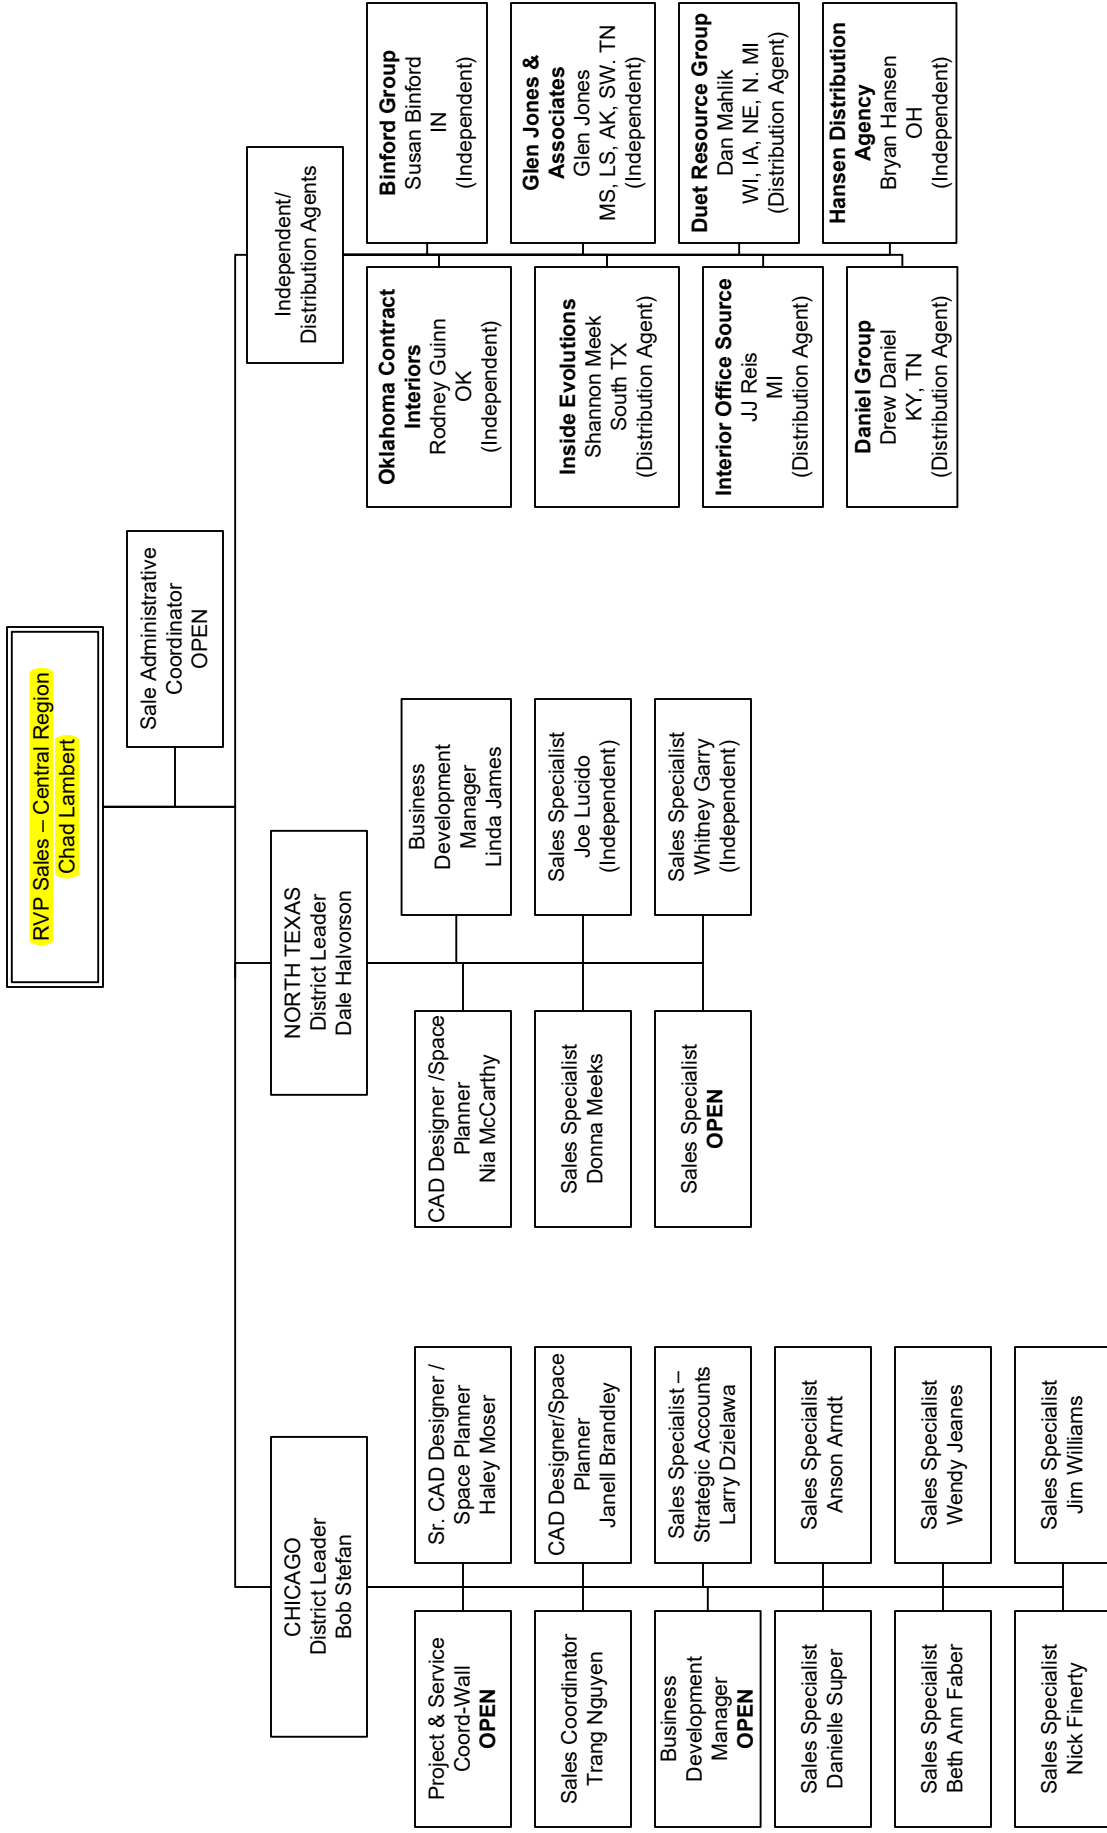 RVP Sales – Central Region
Chad Lambert
Sale Administrative
Coordinator
OPEN
CHICAGO
District Leader
Bob Stefan
Project & Service
Coord-Wall
OPEN
Sr. CAD Designer /
Space Planner
Haley Moser
Sales Coordinator
Trang Nguyen
CAD Designer/Space
Planner
Janell Brandley
Business
Development
Manager
OPEN
Sales Specialist –
Strategic Accounts
Larry Dzielawa
Sales Specialist
Danielle Super
Sales Specialist
Anson Arndt
Sales Specialist
Beth Ann Faber
Sales Specialist
Wendy Jeanes
Sales Specialist
Nick Finerty
Sales Specialist
Jim Williams
NORTH TEXAS
District Leader
Dale Halvorson
CAD Designer /Space
Planner
Nia McCarthy
Business
Development
Manager
Linda James
Sales Specialist
Donna Meeks
Sales Specialist
Joe Lucido
(Independent)
Sales Specialist
OPEN
Sales Specialist
Whitney Garry
(Independent)
Independent/
Distribution Agents
Oklahoma Contract
Interiors
Rodney Guinn
OK
(Independent)
Binford Group
Susan Binford
IN
(Independent)
Inside Evolutions
Shannon Meek
South TX
(Distribution Agent)
Glen Jones &
Associates
Glen Jones
MS, LS, AK, SW. TN
(Independent)
Interior Office Source
JJ Reis
MI
(Distribution Agent)
Duet Resource Group
Dan Mahlik
WI, IA, NE, N. MI
(Distribution Agent)
Daniel Group
Drew Daniel
KY, TN
(Distribution Agent)
Hansen Distribution
Agency
Bryan Hansen
OH
(Independent)